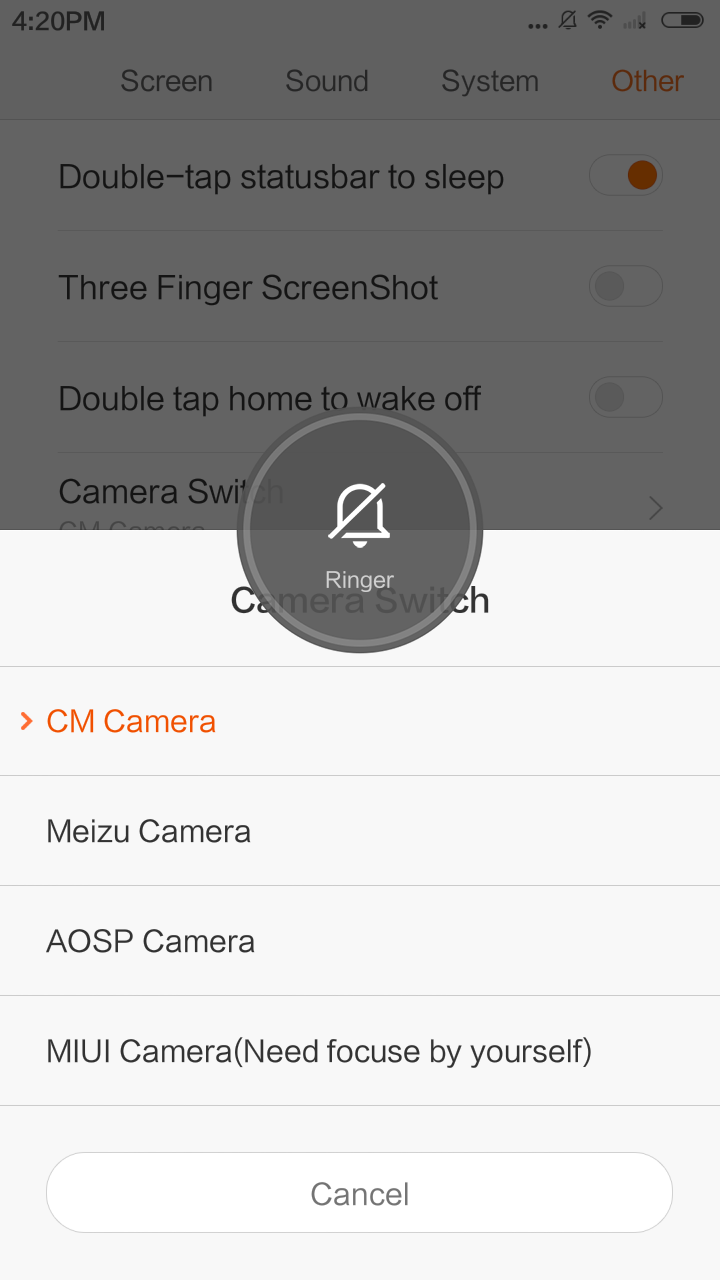 4:20PM
Screen Sound System Other
Double-tap statusbar to sleep
Three Finger ScreenShot
Double tap home to wake off
Camera Switch
CM Camera
Ringer
Camera Switch
CM Camera
Meizu Camera
AOSP Camera
MIUI Camera(Need focuse by yourself)
Cancel